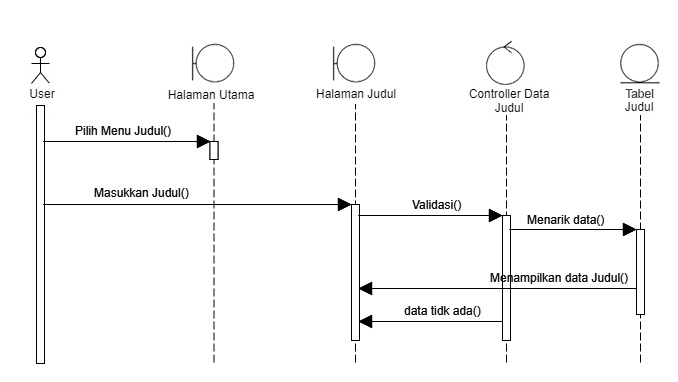 User
Halaman Utama
Halaman Judul
Controller Data
Judul
Tabel
Judul
Pilih Menu Judul()
Masukkan Judul()
Validasi()
Menarik data()
Menampilkan data Judul()
data tidk ada()